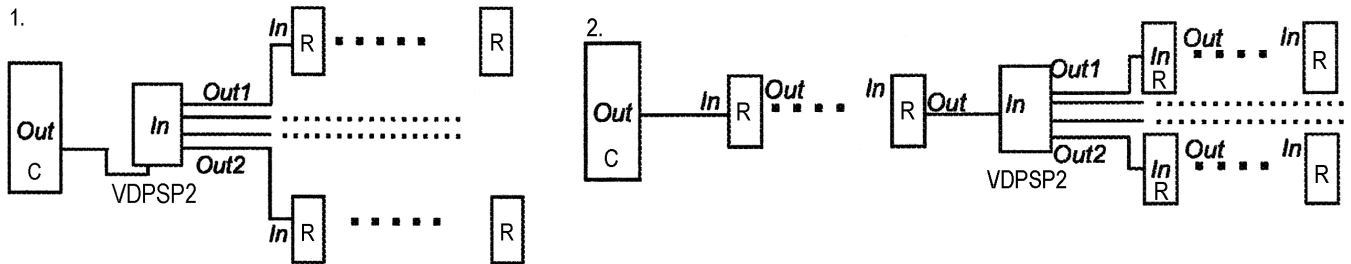 1.
In R R
Out C
In
Out1
Out2
VDPSP2
In R R
2.
Out C
In R Out
In R Out
In
Out1
Out2
VDPSP2
In R Out In R
In R Out In R